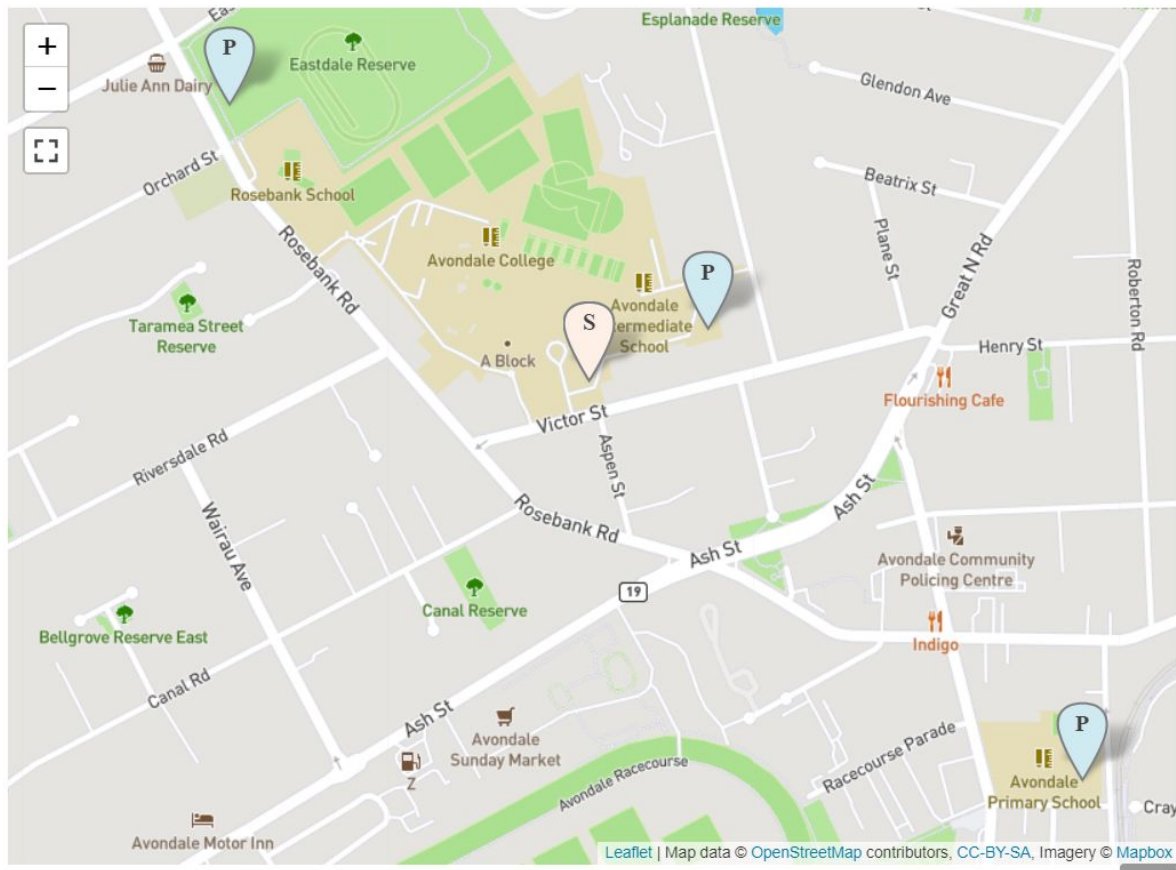 +
−
P
Julie Ann Dairy
Eastdale Reserve
Esplanade Reserve
Glendon Ave
Orchard St
Rosebank School
Beatrix St
Plane St
Great N Rd
Roberton Rd
Rosebank Rd
Avondale College
P
Avondale
termediate
School
S
Taramea Street
Reserve
A Block
Henry St
Flourishing Cafe
Victor St
Aspen St
Riversdale Rd
Wairau Ave
Rosebank Rd
Ash St
Ash St
Avondale Community
Policing Centre
19
Canal Reserve
Bellgrove Reserve East
Indigo
Canal Rd
Ash St
Avondale
Sunday Market
Z
Avondale Racecourse
Racecourse Parade
P
Avondale
Primary School
Cray
Avondale Motor Inn
Leaflet | Map data © OpenStreetMap contributors, CC-BY-SA, Imagery © Mapbox